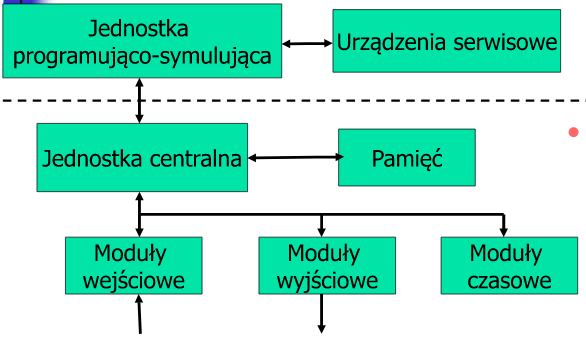 Jednostka
programująco-symulująca
Urządzenia serwisowe
Jednostka centralna
Pamięć
Moduły
wejściowe
Moduły
wyjściowe
Moduły
czasowe